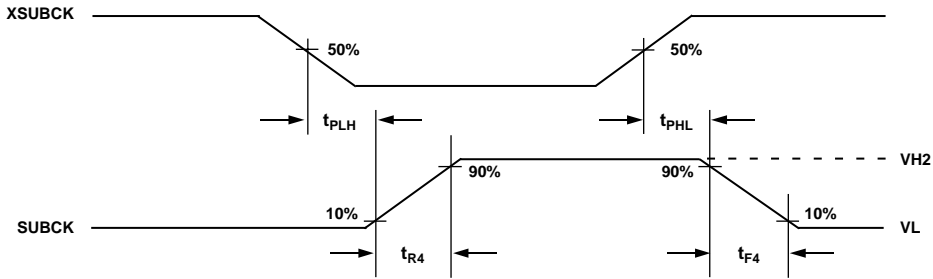 XSUBCK
50%
50%
tPLH
tPHL
VH2
90%
90%
10%
10%
SUBCK
VL
tR4
tF4